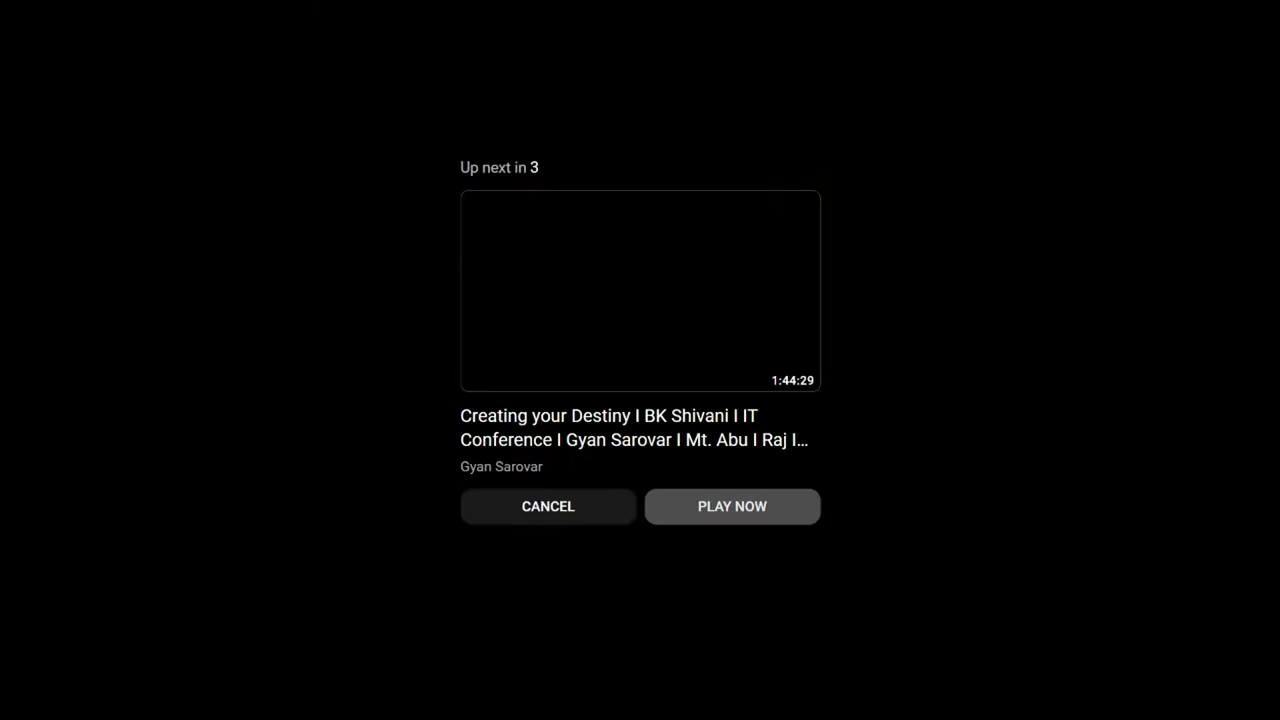 Up next in 3
1:44:29
Creating your Destiny I BK Shivani I IT
Conference I Gyan Sarovar I Mt. Abu I Raj I...
Gyan Sarovar
CANCEL
PLAY NOW